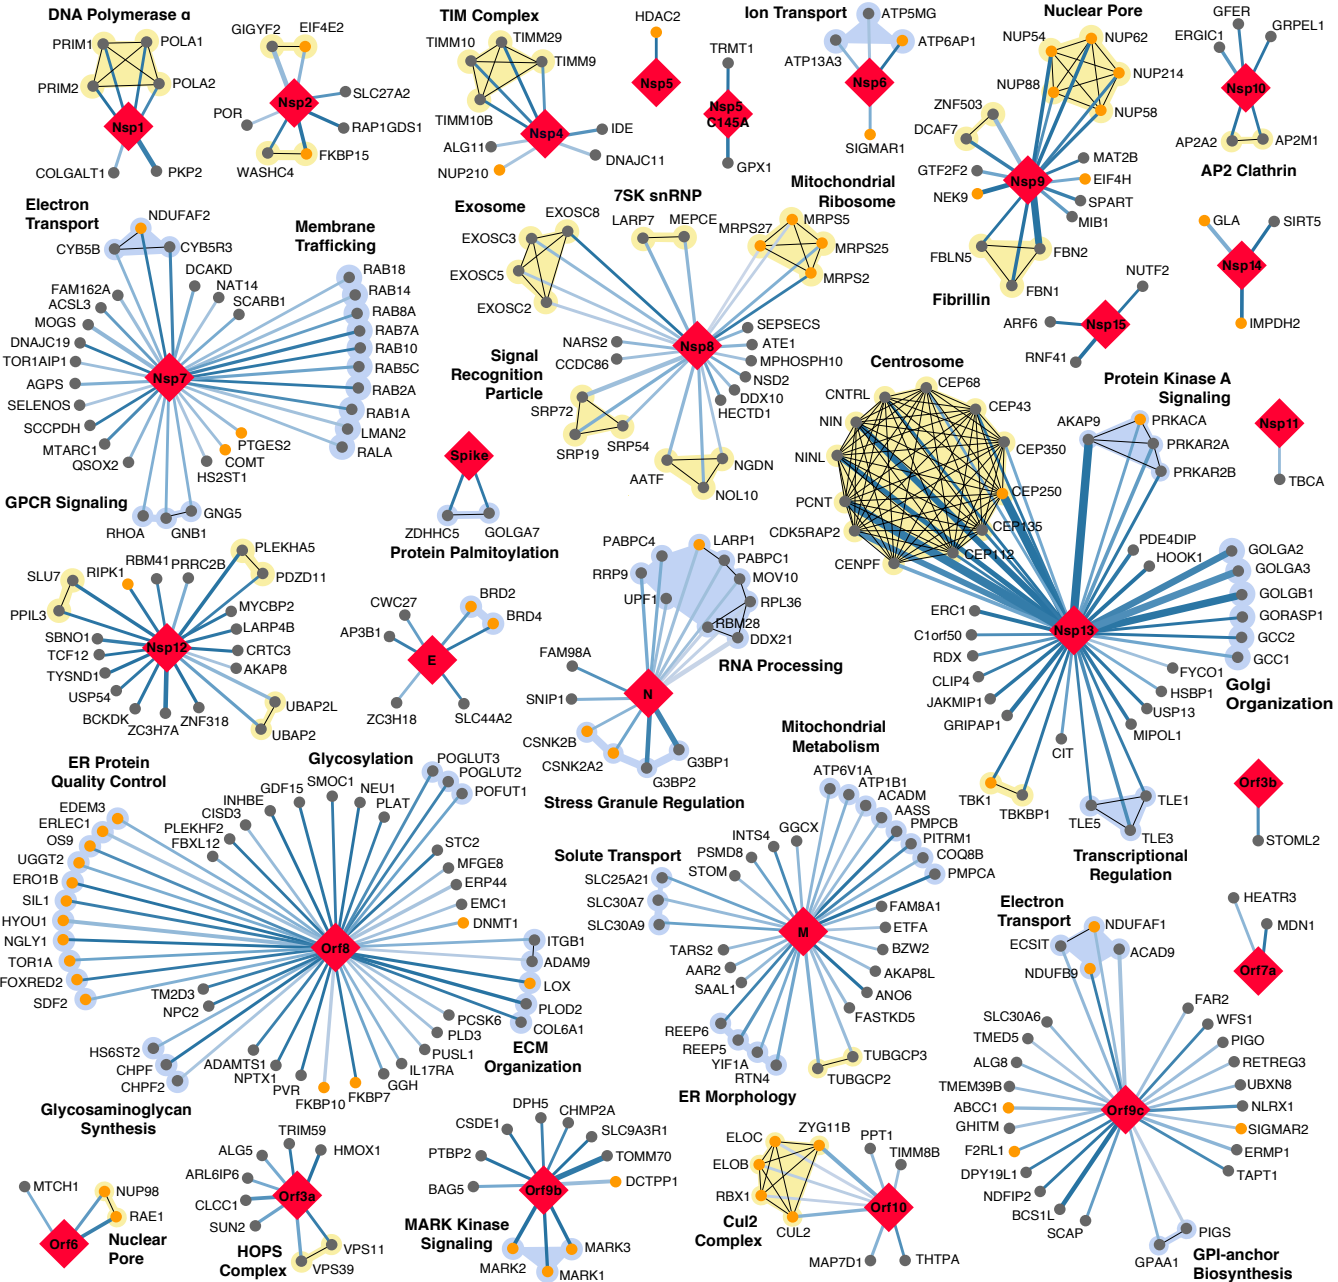 DNA Polymerase α
PRIM1
POLA1
PRIM2
POLA2
Nsp1
COLGALT1
PKP2
GIGYF2
EIF4E2
Nsp2
SLC27A2
POR
RAP1GDS1
WASHC4
FKBP15
TIM Complex
TIMM10
TIMM29
TIMM9
TIMM10B
Nsp4
IDE
ALG11
DNAJC11
NUP210
HDAC2
Nsp5
TRMT1
Nsp5
C145A
GPX1
Ion Transport
ATP5MG
ATP6AP1
ATP13A3
Nsp6
SIGMAR1
Nuclear Pore
NUP54
NUP62
NUP214
NUP88
NUP58
ZNF503
DCAF7
MAT2B
GTF2F2
Nsp9
EIF4H
NEK9
SPART
MIB1
FBLN5
FBN2
FBN1
Fibrillin
GFER
ERGIC1
GRPEL1
Nsp10
AP2A2
AP2M1
AP2 Clathrin
Electron
Transport
NDUFAF2
CYB5B
CYB5R3
Membrane
Trafficking
DCAKD
NAT14
SCARB1
FAM162A
ACSL3
MOGS
DNAJC19
TOR1AIP1
AGPS
SELENOS
SCCPDH
MTARC1
QSOX2
Nsp7
RAB18
RAB14
RAB8A
RAB7A
RAB10
RAB5C
RAB2A
RAB1A
LMAN2
RALA
PTGES2
COMT
HS2ST1
GPCR Signaling
RHOA
GNB1
GNG5
Exosome
EXOSC8
EXOSC3
EXOSC5
EXOSC2
7SK snRNP
LARP7
MEPCE
Mitochondrial
Ribosome
MRPS5
MRPS27
MRPS25
MRPS2
SEPSECS
NARS2
Nsp8
ATE1
CCDC86
MPHOSPH10
NSD2
DDX10
HECTD1
Signal
Recognition
Particle
SRP72
SRP54
SRP19
AATF
NGDN
NOL10
GLA
SIRT5
Nsp14
IMPDH2
NUTF2
ARF6
Nsp15
RNF41
Spike
ZDHHC5
GOLGA7
Protein Palmitoylation
Centrosome
CEP68
CNTRL
CEP43
NIN
CEP350
NINL
CEP250
PCNT
CEP135
CDK5RAP2
CEP112
CENPF
Protein Kinase A
Signaling
AKAP9
PRKACA
PRKAR2A
PRKAR2B
Nsp11
TBCA
PDE4DIP
HOOK1
GOLGA2
GOLGA3
GOLGB1
GORASP1
GCC2
GCC1
Golgi
Organization
ERC1
Nsp13
C1orf50
RDX
CLIP4
JAKMIP1
GRIPAP1
FYCO1
HSBP1
USP13
MIPOL1
CIT
TBK1
TBKBP1
TLE1
TLE5
TLE3
Transcriptional
Regulation
Orf3b
STOML2
SLU7
RIPK1
RBM41
PRRC2B
PLEKHA5
PDZD11
PPIL3
MYCBP2
SBNO1
Nsp12
LARP4B
TCF12
CRTC3
TYSND1
AKAP8
USP54
BCKDK
ZC3H7A
ZNF318
UBAP2L
UBAP2
CWC27
BRD2
BRD4
AP3B1
E
ZC3H18
SLC44A2
PABPC4
LARP1
PABPC1
RRP9
MOV10
UPF1
RPL36
RBM28
DDX21
RNA Processing
FAM98A
SNIP1
N
CSNK2B
CSNK2A2
G3BP1
G3BP2
Stress Granule Regulation
ER Protein
Quality Control
Glycosylation
POGLUT3
POGLUT2
POFUT1
EDEM3
ERLEC1
OS9
UGGT2
ERO1B
SIL1
HYOU1
NGLY1
TOR1A
FOXRED2
SDF2
SMOC1
GDF15
NEU1
INHBE
PLAT
CISD3
PLEKHF2
FBXL12
STC2
MFGE8
ERP44
EMC1
DNMT1
Orf8
ITGB1
ADAM9
LOX
PLOD2
COL6A1
ECM
Organization
TM2D3
NPC2
PCSK6
PLD3
PUSL1
IL17RA
GGH
FKBP7
FKBP10
PVR
NPTX1
ADAMTS1
HS6ST2
CHPF
CHPF2
Glycosaminoglycan
Synthesis
Mitochondrial
Metabolism
ATP6V1A
ATP1B1
ACADM
AASS
PMPCB
PITRM1
COQ8B
PMPCA
GGCX
INTS4
PSMD8
STOM
Solute Transport
SLC25A21
SLC30A7
SLC30A9
M
FAM8A1
ETFA
BZW2
AKAP8L
ANO6
FASTKD5
TARS2
AAR2
SAAL1
REEP6
REEP5
YIF1A
RTN4
ER Morphology
TUBGCP3
TUBGCP2
HEATR3
MDN1
Orf7a
Electron
Transport
NDUFAF1
ECSIT
ACAD9
NDUFB9
FAR2
SLC30A6
WFS1
TMED5
PIGO
ALG8
RETREG3
TMEM39B
UBXN8
ABCC1
Orf9c
NLRX1
GHITM
SIGMAR2
F2RL1
ERMP1
DPY19L1
TAPT1
NDFIP2
BCS1L
SCAP
PIGS
GPAA1
GPI-anchor
Biosynthesis
MTCH1
NUP98
RAE1
Orf6
Nuclear
Pore
TRIM59
ALG5
HMOX1
ARL6IP6
Orf3a
CLCC1
SUN2
VPS11
VPS39
HOPS
Complex
DPH5
CHMP2A
CSDE1
SLC9A3R1
PTBP2
TOMM70
BAG5
Orf9b
DCTPP1
MARK Kinase
Signaling
MARK3
MARK2
MARK1
ZYG11B
ELOC
ELOB
RBX1
CUL2
Cul2
Complex
PPT1
TIMM8B
Orf10
MAP7D1
THTPA